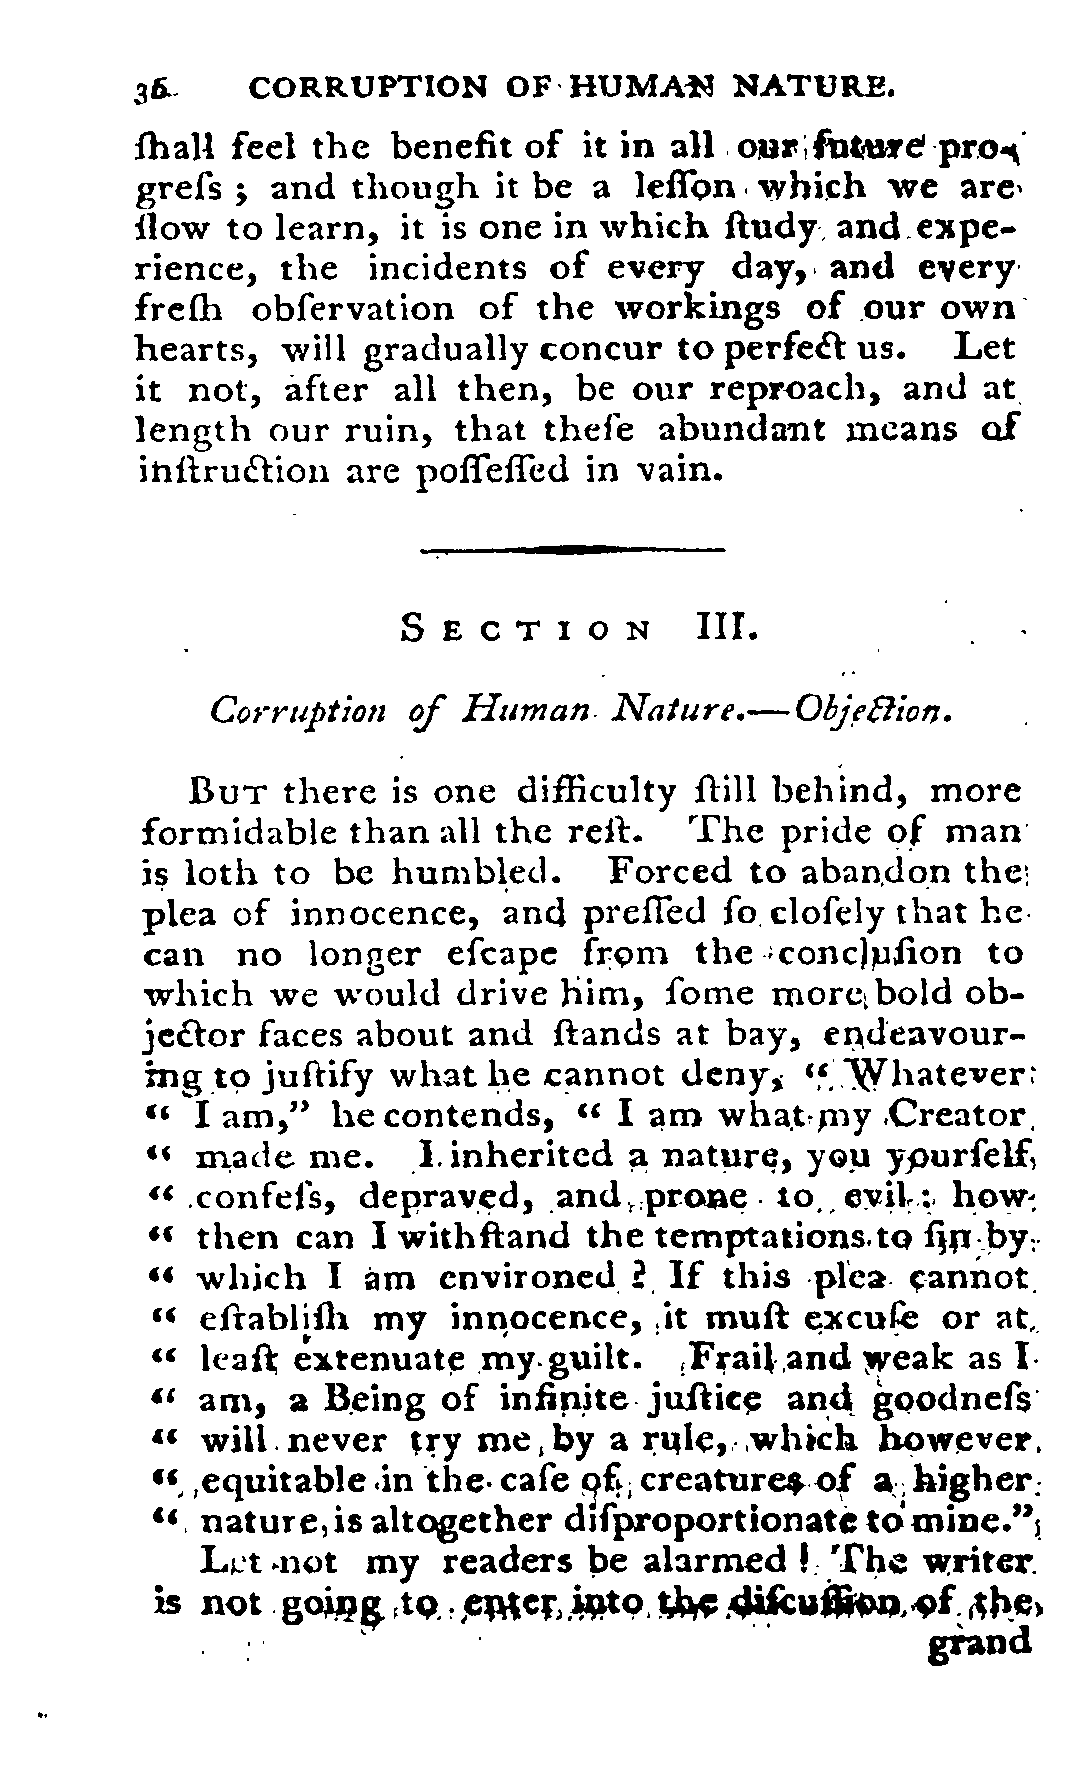 36 CORRUPTION OF HUMAN NATURE.
ſhall feel the benefit of it in all our future pro-
greſs ; and though it be a leſſon which we are
ſlow to learn, it is one in which ſtudy and expe-
rience, the incidents of every day, and every
freſh obſervation of the workings of our own
hearts, will gradually concur to perfect us. Let
it not, after all then, be our reproach, and at
length our ruin, that theſe abundant means of
inſtruction are poſſeſſed in vain.
SECTION III.
Corruption of Human Nature.—Objection.
BUT there is one difficulty ſtill behind, more
formidable than all the reſt. The pride of man
is loth to be humbled. Forced to abandon the
plea of innocence, and preſſed ſo cloſely that he
can no longer eſcape from the concluſion to
which we would drive him, ſome more bold ob-
jector faces about and ſtands at bay, endeavour-
ing to juſtify what he cannot deny, “ Whatever
“ I am,” he contends, “ I am what my Creator
“ made me. I inherited a nature, you yourſelf
“ confeſs, depraved, and prone to evil : how
“ then can I withſtand the temptations to ſin by
“ which I am environed ? If this plea cannot
“ eſtabliſh my innocence, it muſt excuſe or at
“ leaſt extenuate my guilt. Frail and weak as I
“ am, a Being of infinite juſtice and goodneſs
“ will never try me by a rule, which however
“ equitable in the caſe of creatures of a higher
“ nature, is altogether diſproportionate to mine.”
Let not my readers be alarmed ! The writer
is not going to enter into the diſcuſſion of the
grand